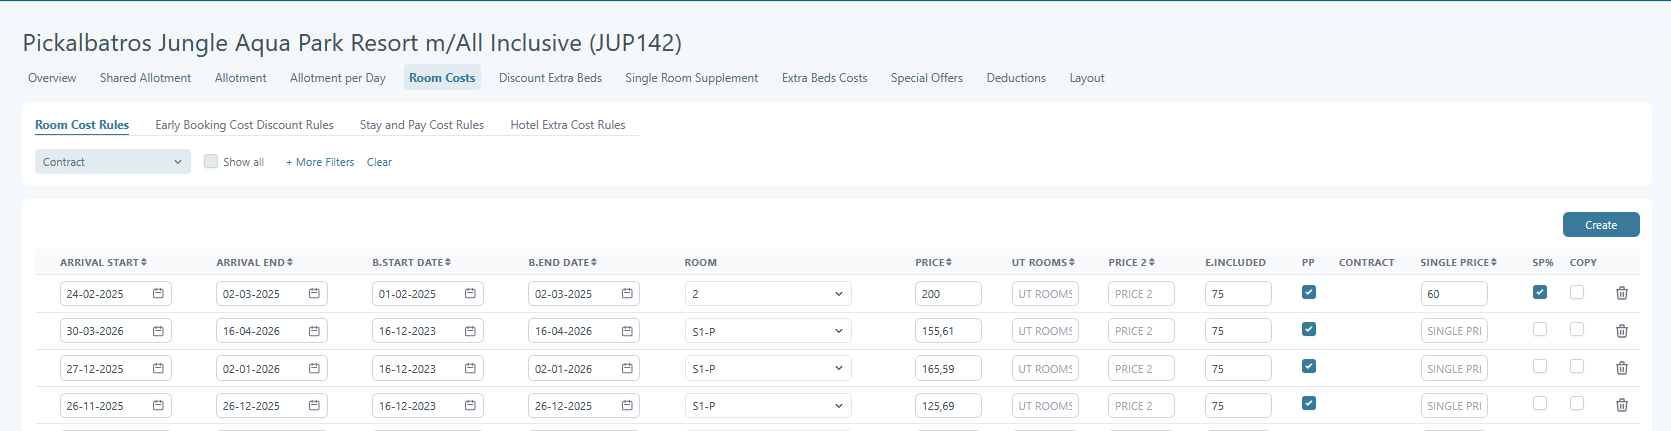 Pickalbatros Jungle Aqua Park Resort m/All Inclusive (JUP142)
Overview Shared Allotment Allotment Allotment per Day Room Costs Discount Extra Beds Single Room Supplement Extra Beds Costs Special Offers Deductions Layout
Room Cost Rules Early Booking Cost Discount Rules Stay and Pay Cost Rules Hotel Extra Cost Rules
Contract Show all + More Filters Clear
Create
ARRIVAL START ARRIVAL END B.START DATE B.END DATE ROOM PRICE UT ROOMS PRICE 2 E.INCLUDED PP CONTRACT SINGLE PRICE SP% COPY
24-02-2025 02-03-2025 01-02-2025 02-03-2025 2 200 UT ROOMS PRICE 2 75 60
30-03-2026 16-04-2026 16-12-2023 16-04-2026 S1-P 155,61 UT ROOMS PRICE 2 75 SINGLE PRI
27-12-2025 02-01-2026 16-12-2023 02-01-2026 S1-P 165,59 UT ROOMS PRICE 2 75 SINGLE PRI
26-11-2025 26-12-2025 16-12-2023 26-12-2025 S1-P 125,69 UT ROOMS PRICE 2 75 SINGLE PRI